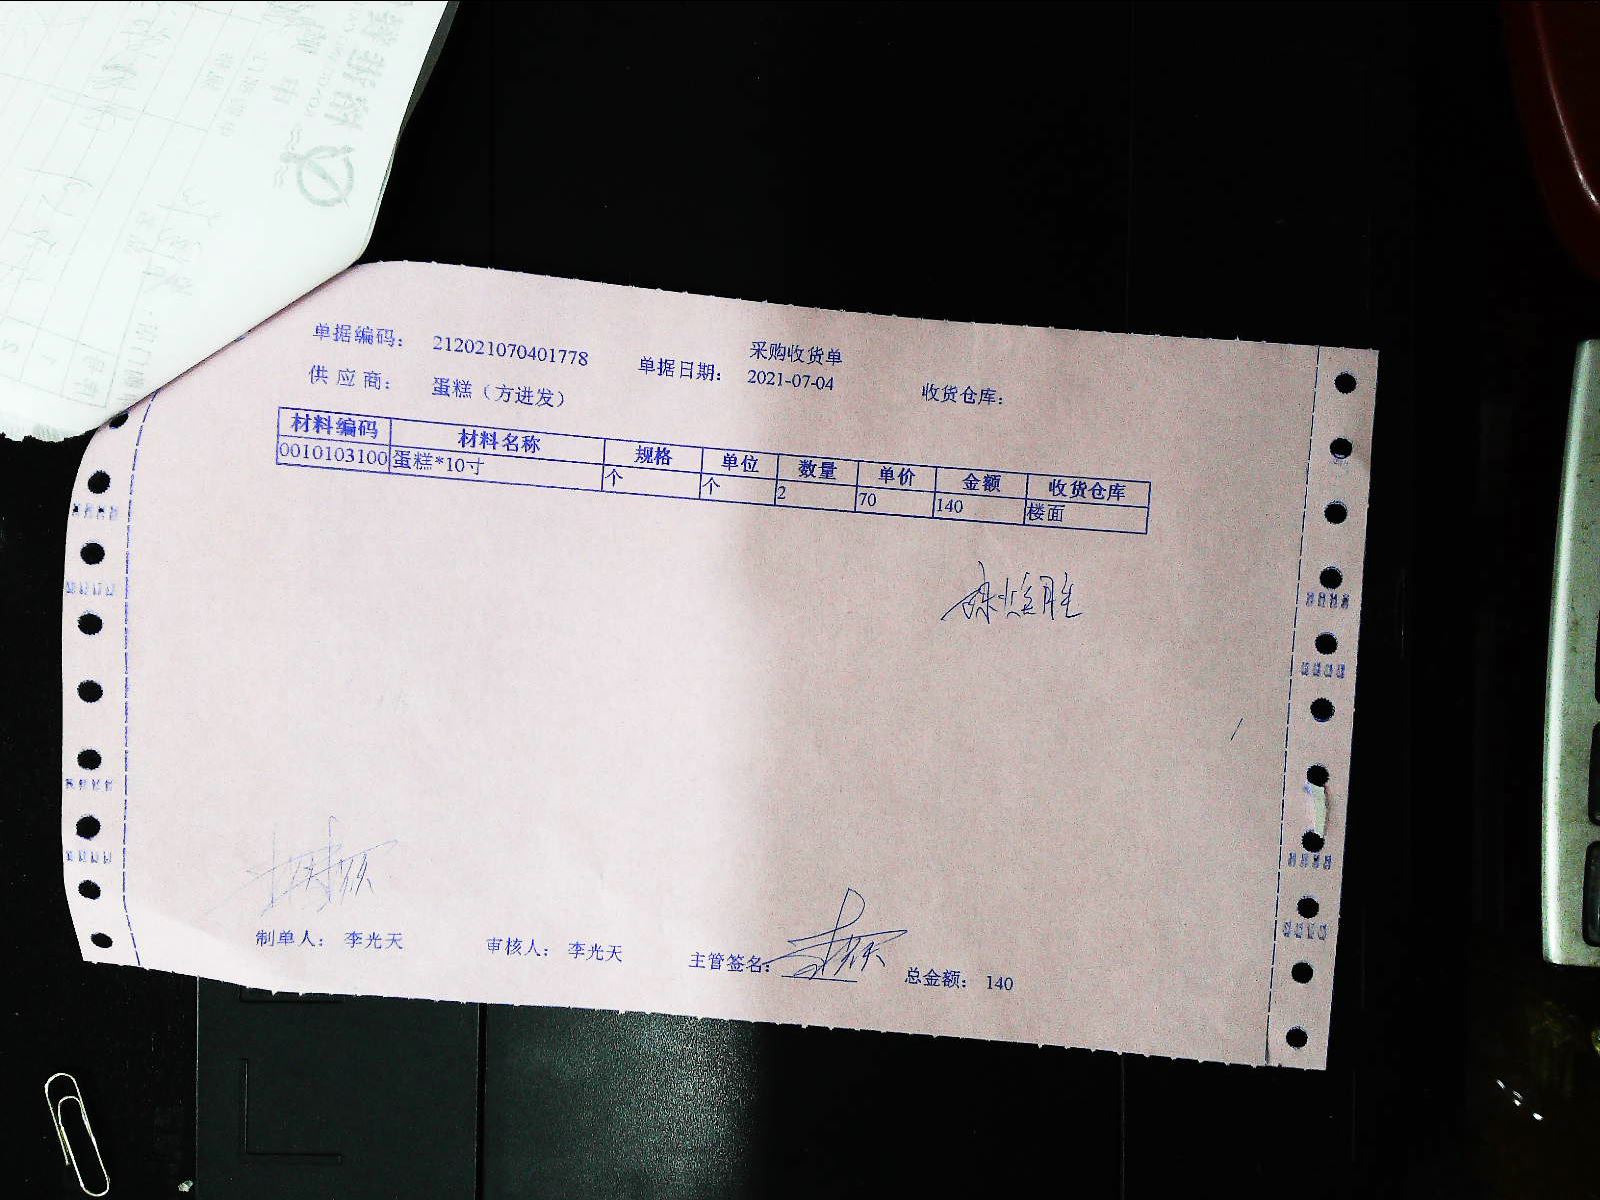 采购收货单
单据编码： 212021070401778 单据日期： 2021-07-04 收货仓库：
供应商： 蛋糕（方进发）
材料编码 材料名称 规格 单位 数量 单价 金额 收货仓库
0010103100 蛋糕*10寸 个 个 2 70 140 楼面
制单人： 李光天 审核人： 李光天 主管签名： 总金额： 140